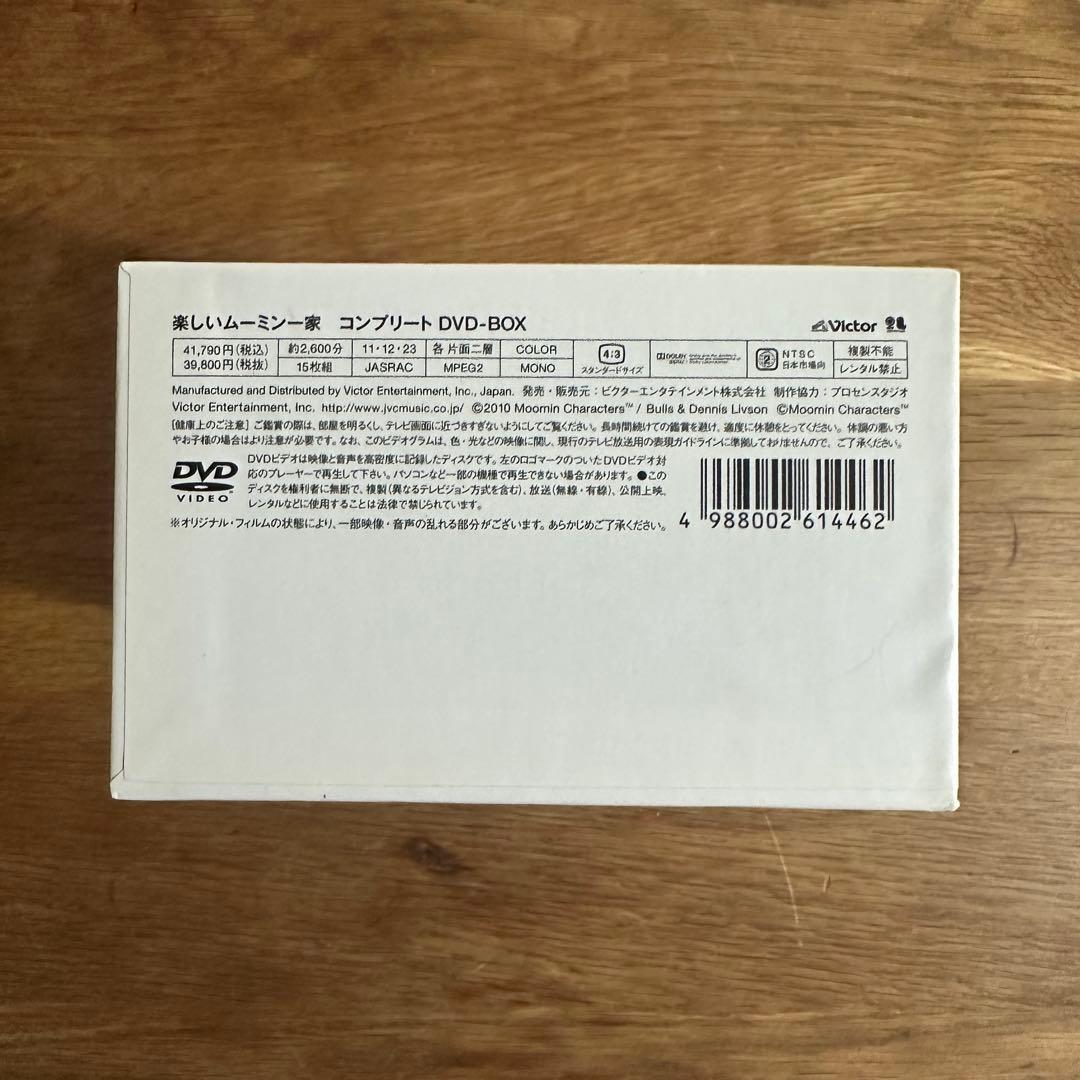 楽しいムーミン一家　コンプリート DVD-BOX
Victor
41,790円(税込) 約2,600分 11・12・23 各片面二層 COLOR 4:3 NTSC 複製不能
39,800円(税抜) 15枚組 JASRAC MPEG2 MONO スタンダードサイズ DOLBY DIGITAL 2 日本市場向 レンタル禁止
Manufactured and Distributed by Victor Entertainment, Inc., Japan. 発売・販売元：ビクターエンタテインメント株式会社 制作協力：プロセンスタジオ
Victor Entertainment, Inc. http://www.jvcmusic.co.jp/ ©2010 Moomin Characters™ / Bulls & Dennis Livson ©Moomin Characters™
[健康上のご注意] ご鑑賞の際は、部屋を明るくし、テレビ画面に近づきすぎないようにしてご覧ください。長時間続けての鑑賞を避け、適度に休憩をとってください。体調の悪い方
やお子様の場合はより注意が必要です。なお、このビデオグラムは、色・光などの映像に関し、現行のテレビ放送用の表現ガイドラインに準拠しておりませんので、ご了承ください。
DVD VIDEO
DVDビデオは映像と音声を高密度に記録したディスクです。左のロゴマークのついたDVDビデオ対
応のプレーヤーで再生して下さい。パソコンなど一部の機種で再生できない場合があります。●この
ディスクを権利者に無断で、複製(異なるテレビジョン方式を含む)、放送(無線・有線)、公開上映、
レンタルなどに使用することは法律で禁じられています。
※オリジナル・フィルムの状態により、一部映像・音声の乱れる部分がございます。あらかじめご了承ください。
4 988002 614462